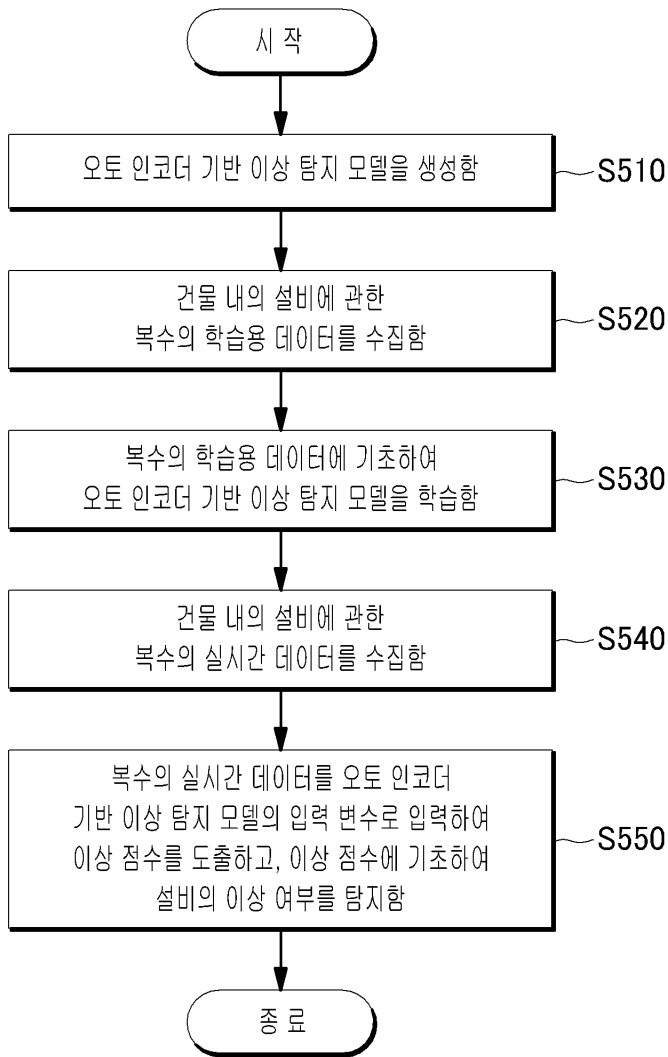 시 작
오토 인코더 기반 이상 탐지 모델을 생성함
S510
건물 내의 설비에 관한
복수의 학습용 데이터를 수집함
S520
복수의 학습용 데이터에 기초하여
오토 인코더 기반 이상 탐지 모델을 학습함
S530
건물 내의 설비에 관한
복수의 실시간 데이터를 수집함
S540
복수의 실시간 데이터를 오토 인코더
기반 이상 탐지 모델의 입력 변수로 입력하여
이상 점수를 도출하고, 이상 점수에 기초하여
설비의 이상 여부를 탐지함
S550
종 료